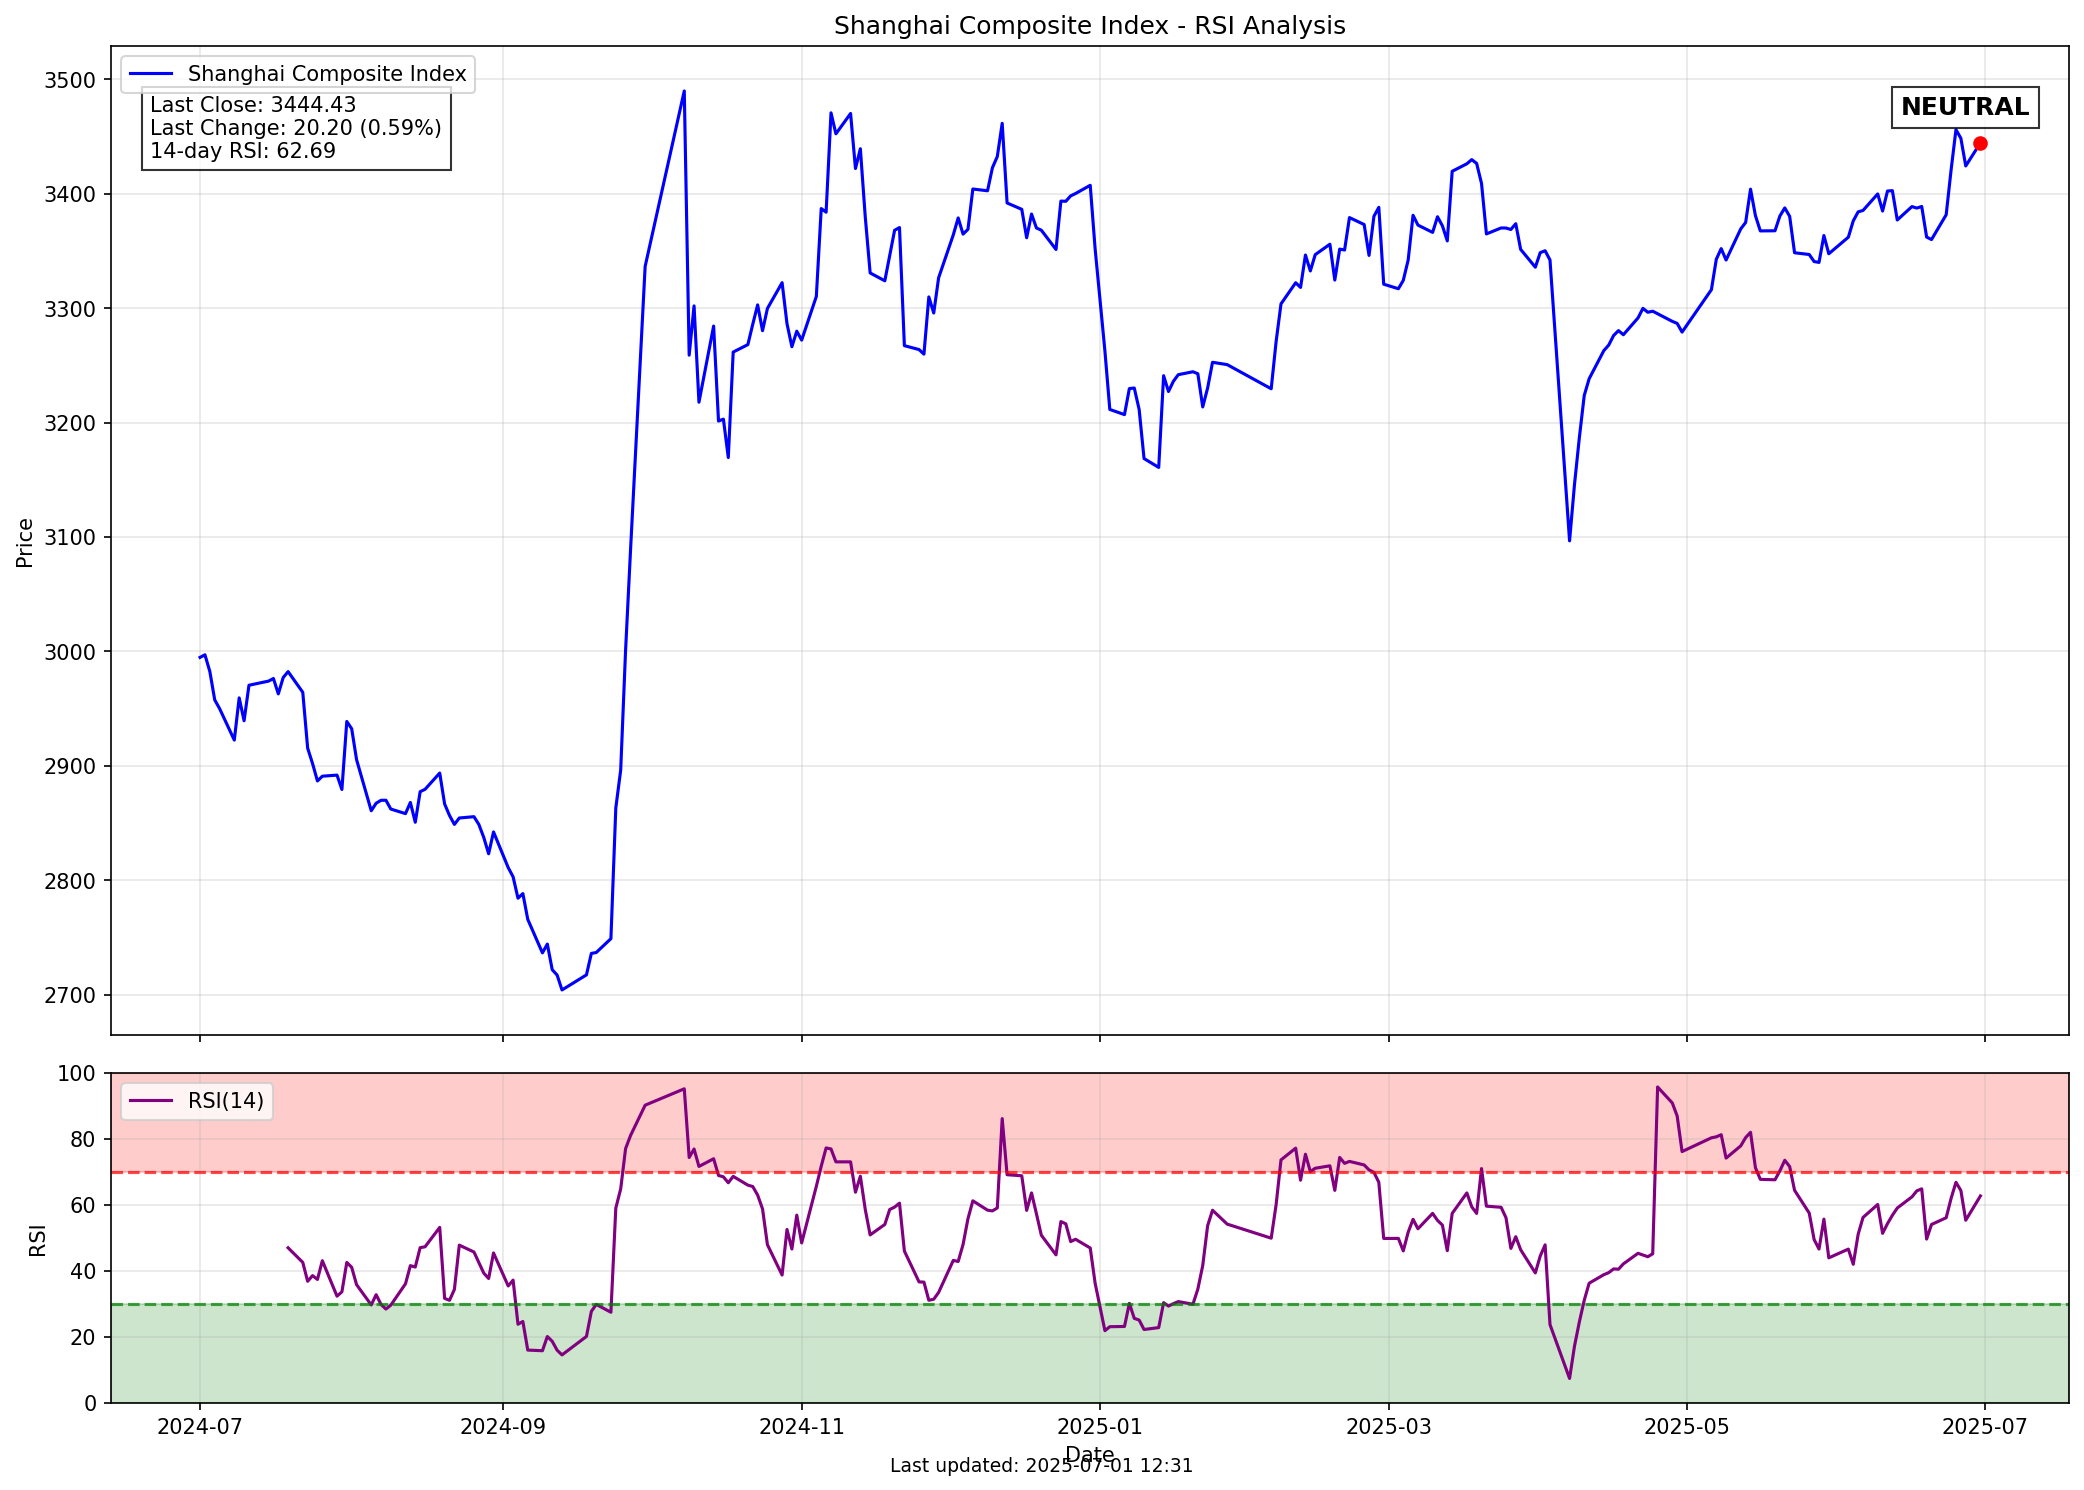 Shanghai Composite Index - RSI Analysis
Shanghai Composite Index
Last Close: 3444.43
Last Change: 20.20 (0.59%)
14-day RSI: 62.69
NEUTRAL
Price
3500
3400
3300
3200
3100
3000
2900
2800
2700
RSI(14)
RSI
100
80
60
40
20
0
2024-07
2024-09
2024-11
2025-01
2025-03
2025-05
2025-07
Date
Last updated: 2025-07-01 12:31